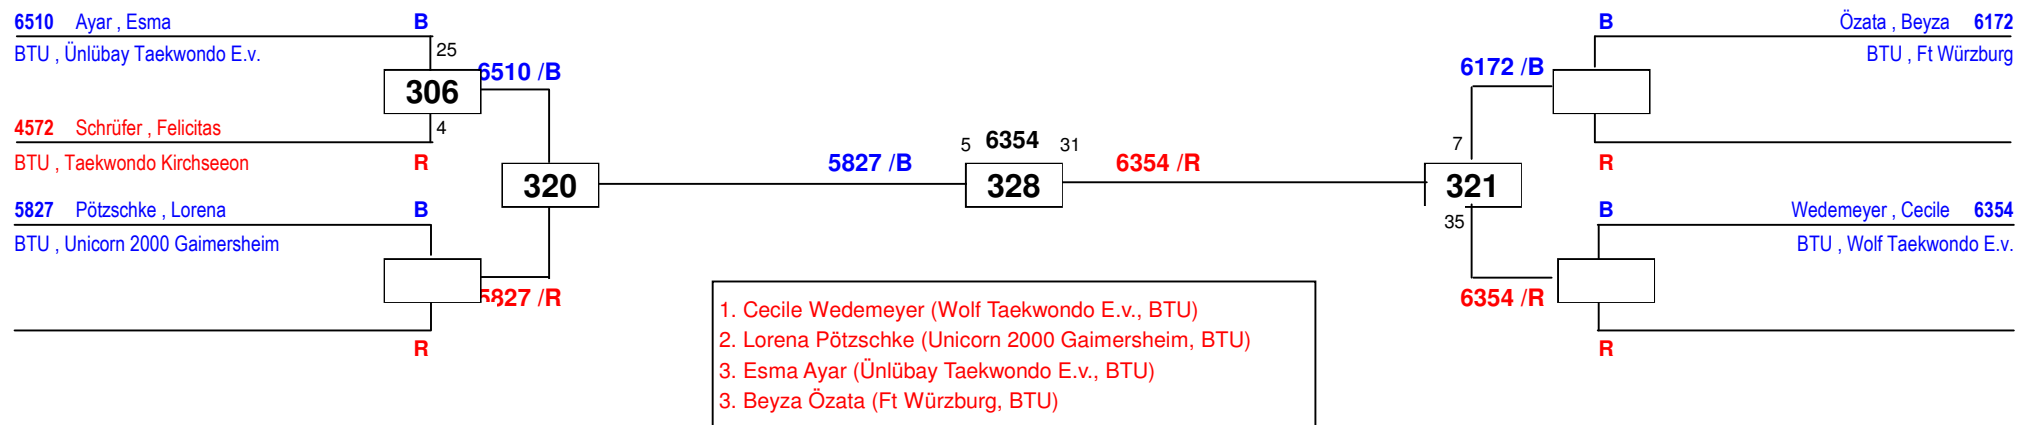 6510 Ayar , Esma B
BTU , Ünlübay Taekwondo E.v.
25
306
6510 /B
4
4572 Schrüfer , Felicitas
BTU , Taekwondo Kirchseeon R
320
5827 Pötzschke , Lorena B
BTU , Unicorn 2000 Gaimersheim
5827 /R
R
5827 /B
5 6354 31
328
6354 /R
B Özata , Beyza 6172
BTU , Ft Würzburg
6172 /B
R
7
321
35
B Wedemeyer , Cecile 6354
BTU , Wolf Taekwondo E.v.
6354 /R
R
1. Cecile Wedemeyer (Wolf Taekwondo E.v., BTU)
2. Lorena Pötzschke (Unicorn 2000 Gaimersheim, BTU)
3. Esma Ayar (Ünlübay Taekwondo E.v., BTU)
3. Beyza Özata (Ft Würzburg, BTU)